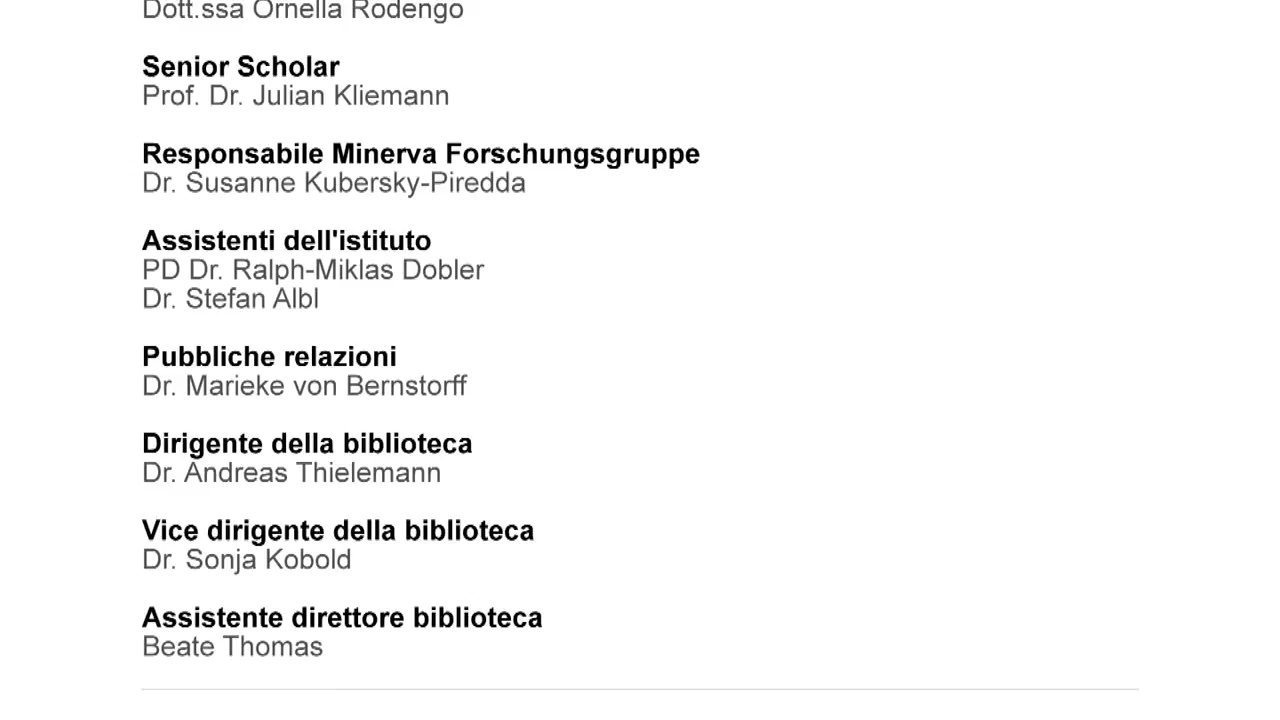 Dott.ssa Ornella Rodengo
Senior Scholar
Prof. Dr. Julian Kliemann
Responsabile Minerva Forschungsgruppe
Dr. Susanne Kubersky-Piredda
Assistenti dell'istituto
PD Dr. Ralph-Miklas Dobler
Dr. Stefan Albl
Pubbliche relazioni
Dr. Marieke von Bernstorff
Dirigente della biblioteca
Dr. Andreas Thielemann
Vice dirigente della biblioteca
Dr. Sonja Kobold
Assistente direttore biblioteca
Beate Thomas